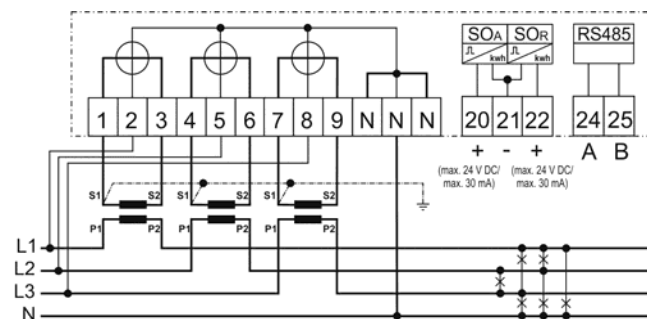 SOA SOR RS485
kwh kwh
1 2 3 4 5 6 7 8 9 N N N 20 21 22 24 25
+ - + A B
(max. 24 V DC/ max. 30 mA) (max. 24 V DC/ max. 30 mA)
S1 S2 S1 S2 S1 S2
P1 P2 P1 P2 P1 P2
L1
L2
L3
N